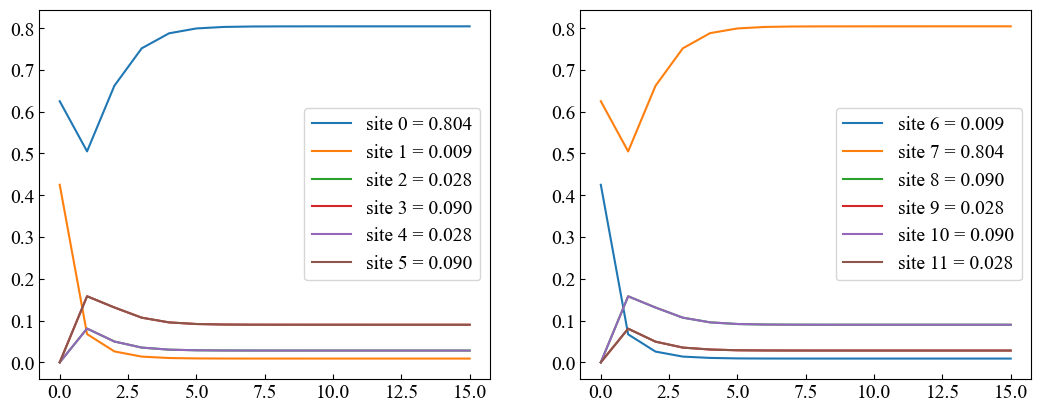 0.8
0.7
0.6
0.5
0.4
0.3
0.2
0.1
0.0
site 0 = 0.804
site 1 = 0.009
site 2 = 0.028
site 3 = 0.090
site 4 = 0.028
site 5 = 0.090
0.0 2.5 5.0 7.5 10.0 12.5 15.0
0.8
0.7
0.6
0.5
0.4
0.3
0.2
0.1
0.0
site 6 = 0.009
site 7 = 0.804
site 8 = 0.090
site 9 = 0.028
site 10 = 0.090
site 11 = 0.028
0.0 2.5 5.0 7.5 10.0 12.5 15.0